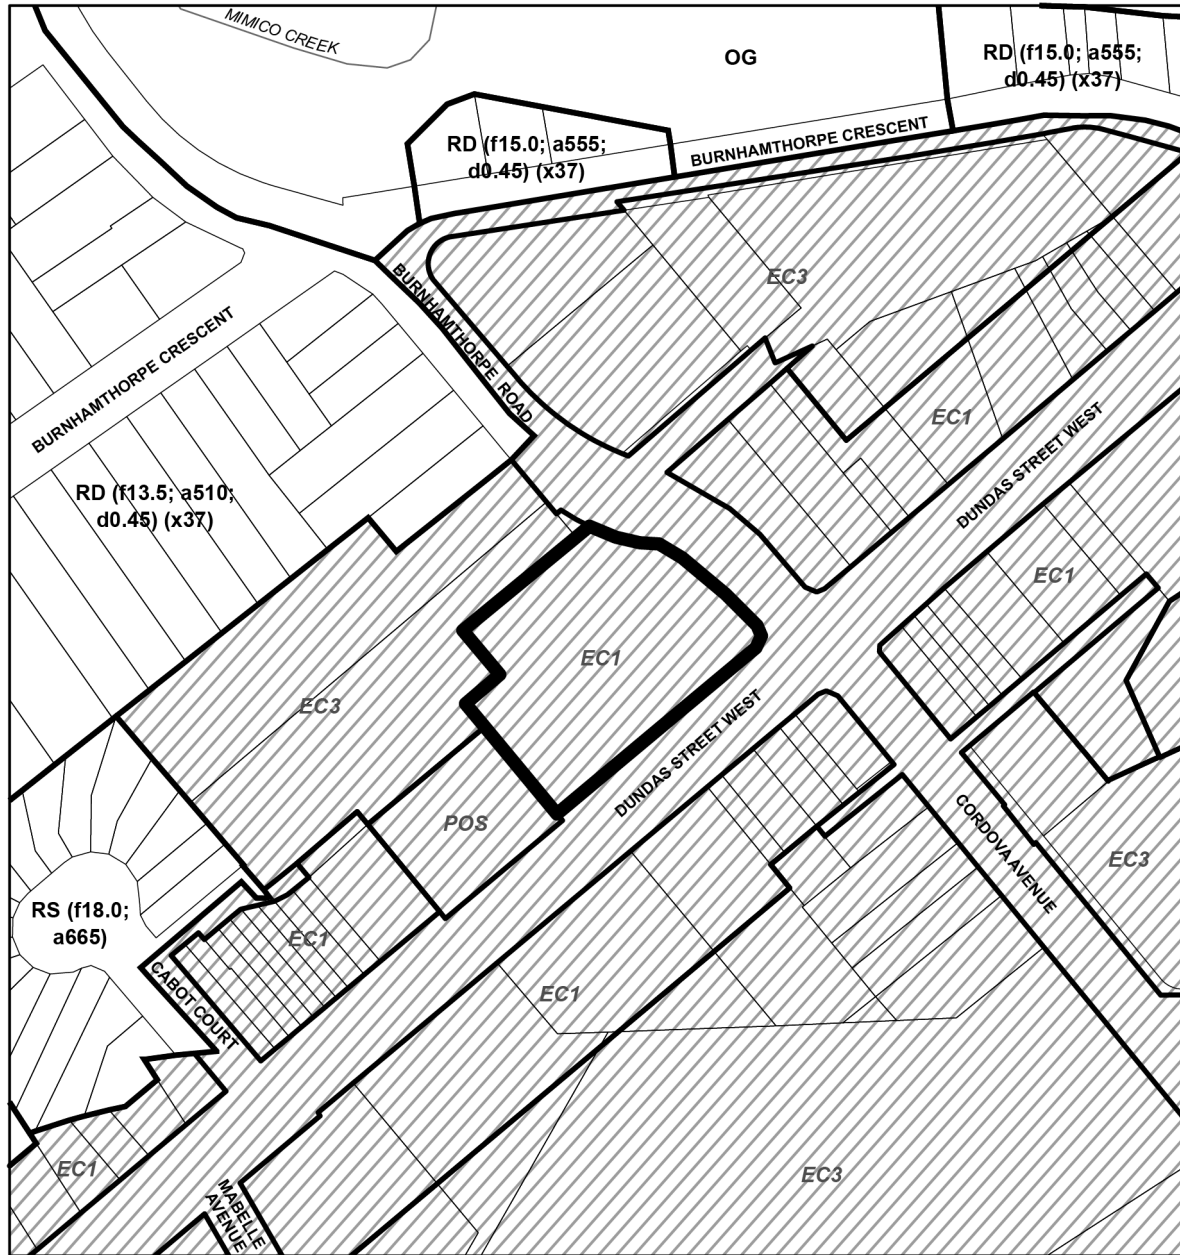 MIMICO CREEK
OG
RD (f15.0; a555;
d0.45) (x37)
RD (f15.0; a555;
d0.45) (x37)
BURNHAMTHORPE CRESCENT
EC3
BURNHAMTHORPE ROAD
BURNHAMTHORPE CRESCENT
EC1
DUNDAS STREET WEST
RD (f13.5; a510;
d0.45) (x37)
EC1
EC1
EC3
DUNDAS STREET WEST
POS
CORDOVA AVENUE
EC3
RS (f18.0;
a665)
EC1
CABOT COURT
EC1
EC1
EC3
MABELLE
AVENUE